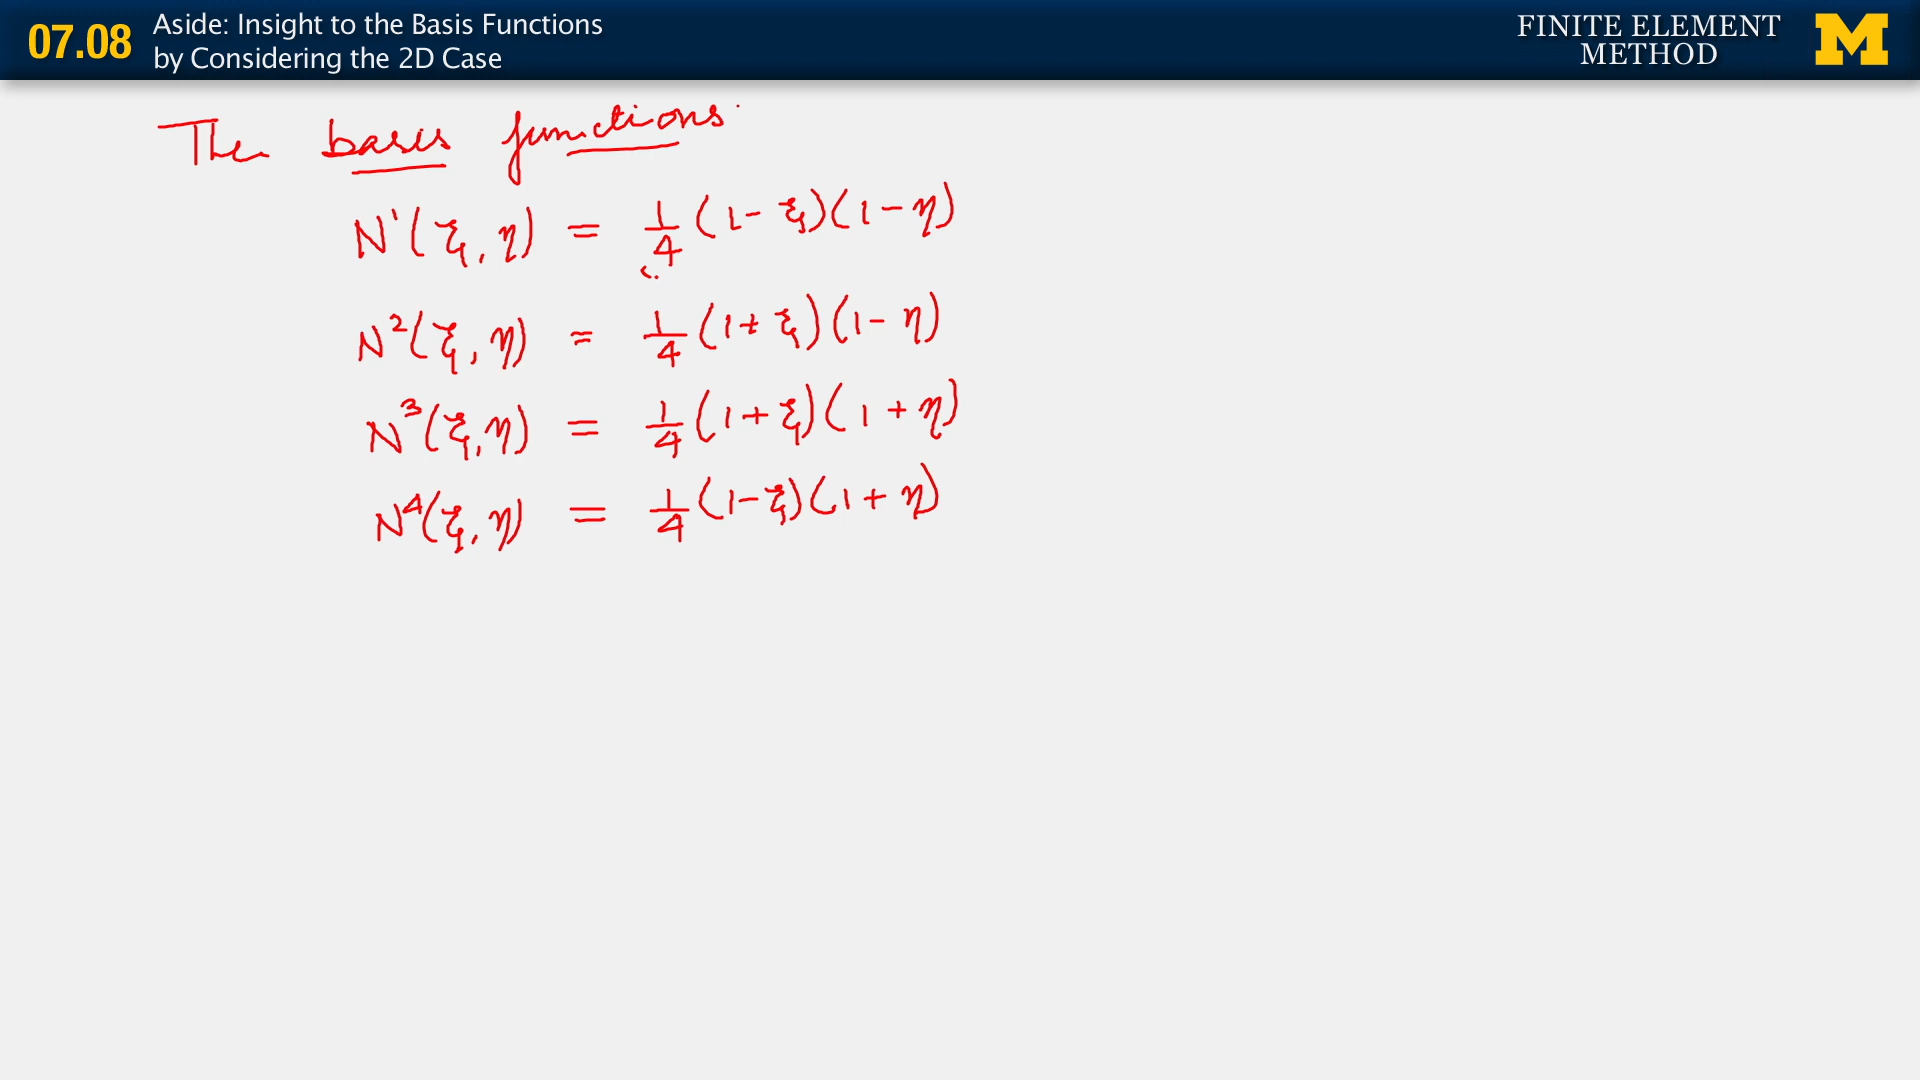 07.08
Aside: Insight to the Basis Functions
by Considering the 2D Case
FINITE ELEMENT
METHOD
M
The basis functions.
N¹(ξ, η) = 1/4 (1 - ξ)(1 - η)
N²(ξ, η) = 1/4 (1 + ξ)(1 - η)
N³(ξ, η) = 1/4 (1 + ξ)(1 + η)
N⁴(ξ, η) = 1/4 (1 - ξ)(1 + η)